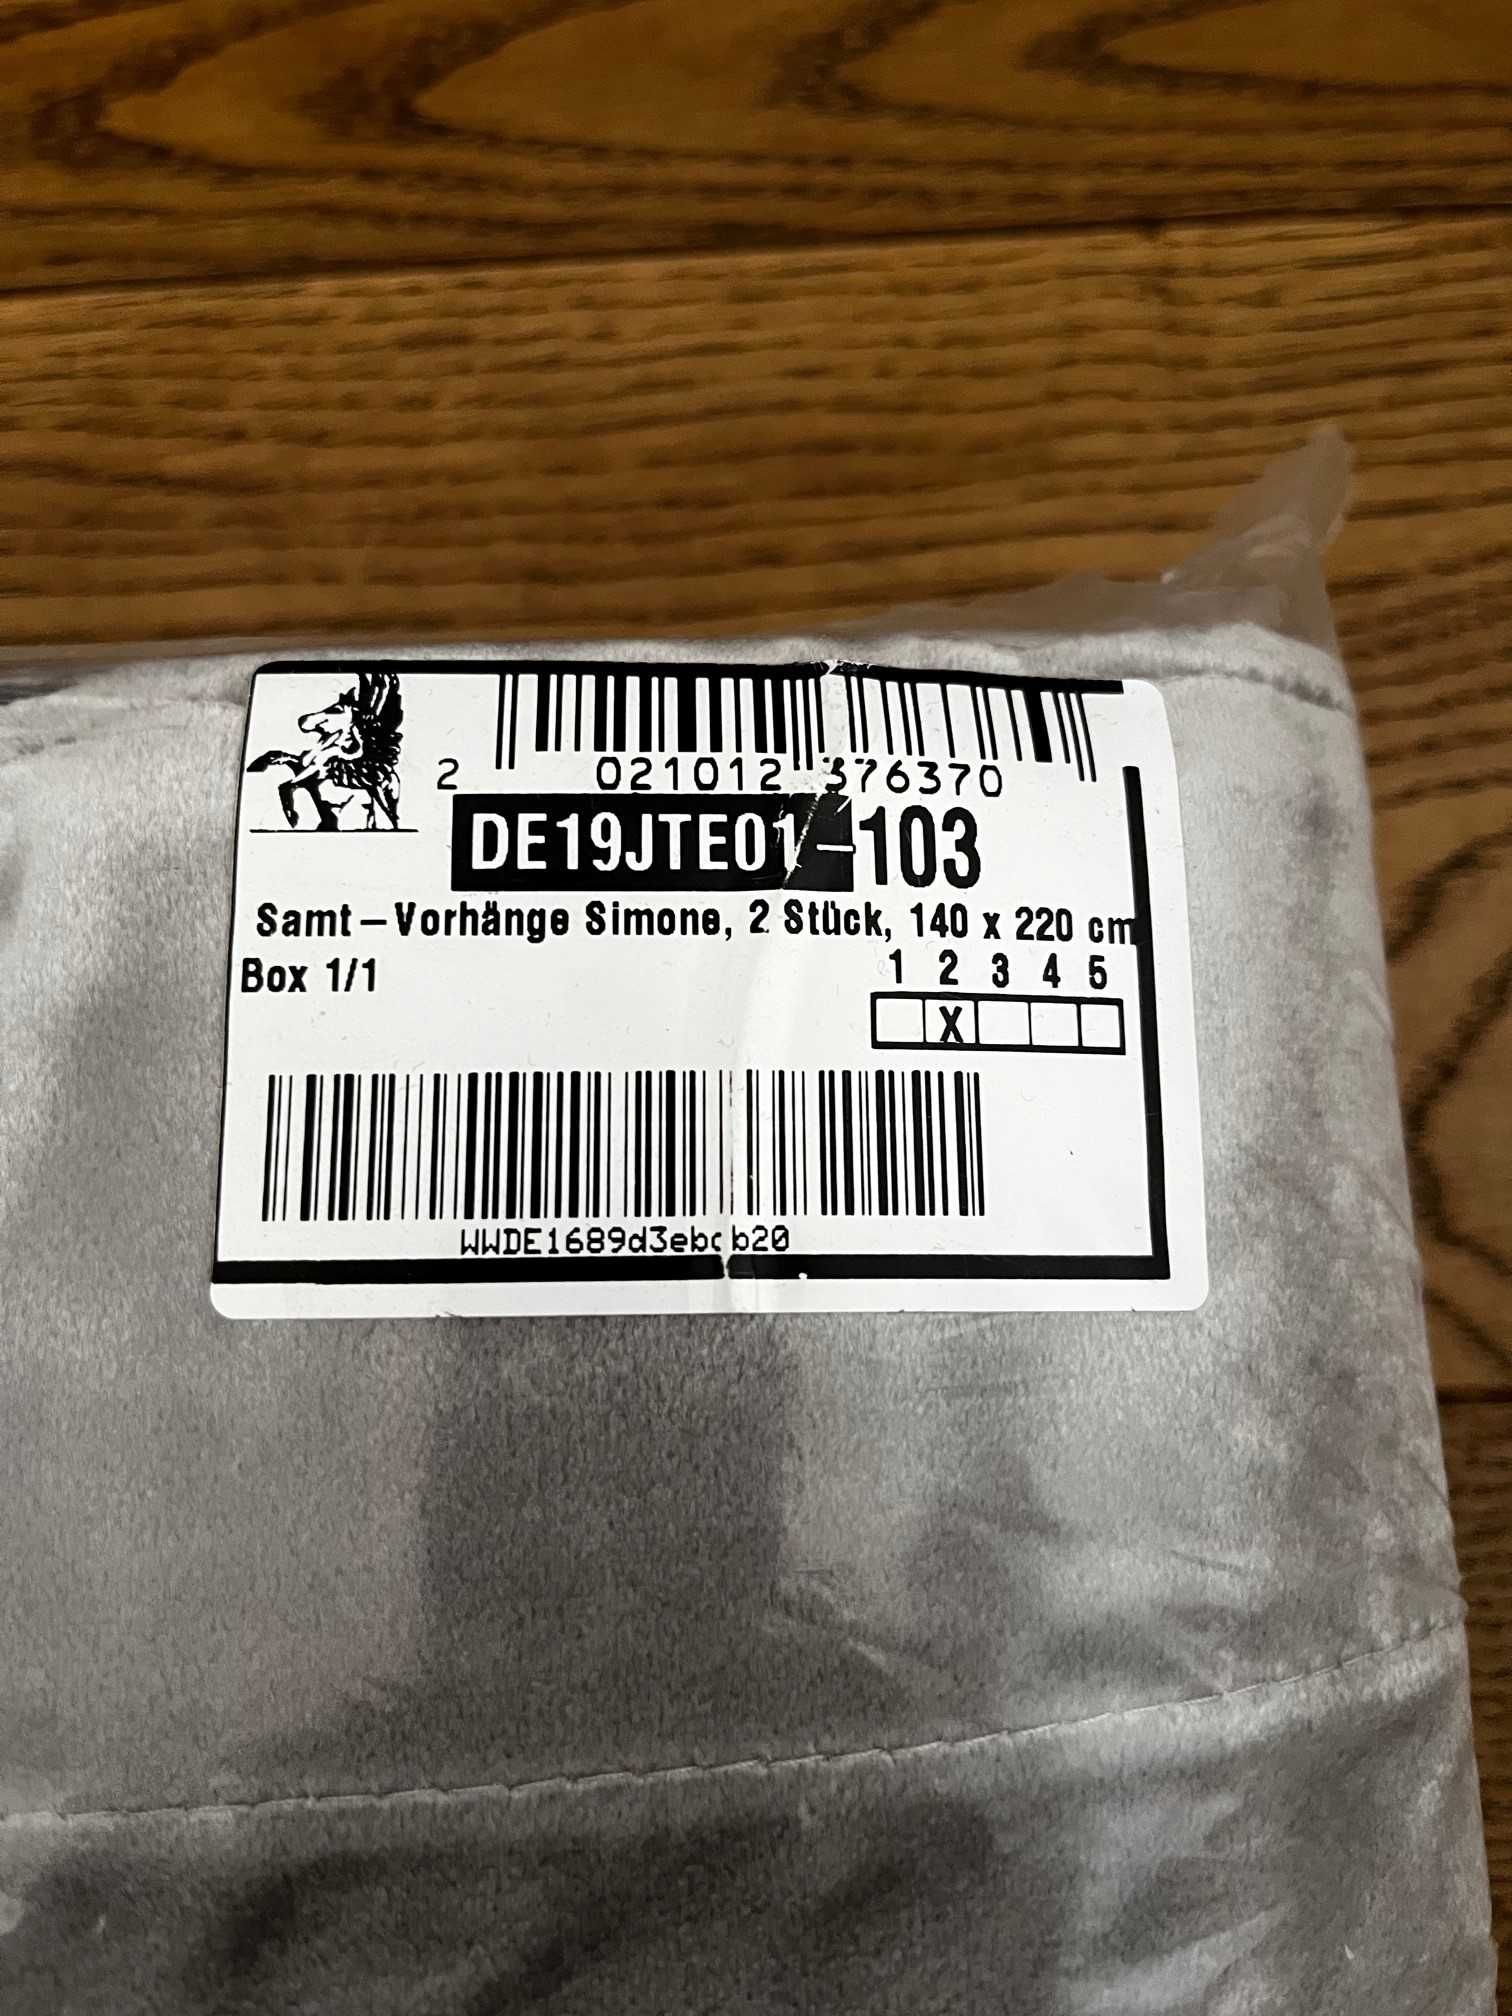 2 021012 376370
DE19JTE01-103
Samt-Vorhänge Simone, 2 Stück, 140 x 220 cm
Box 1/1
1 2 3 4 5
X